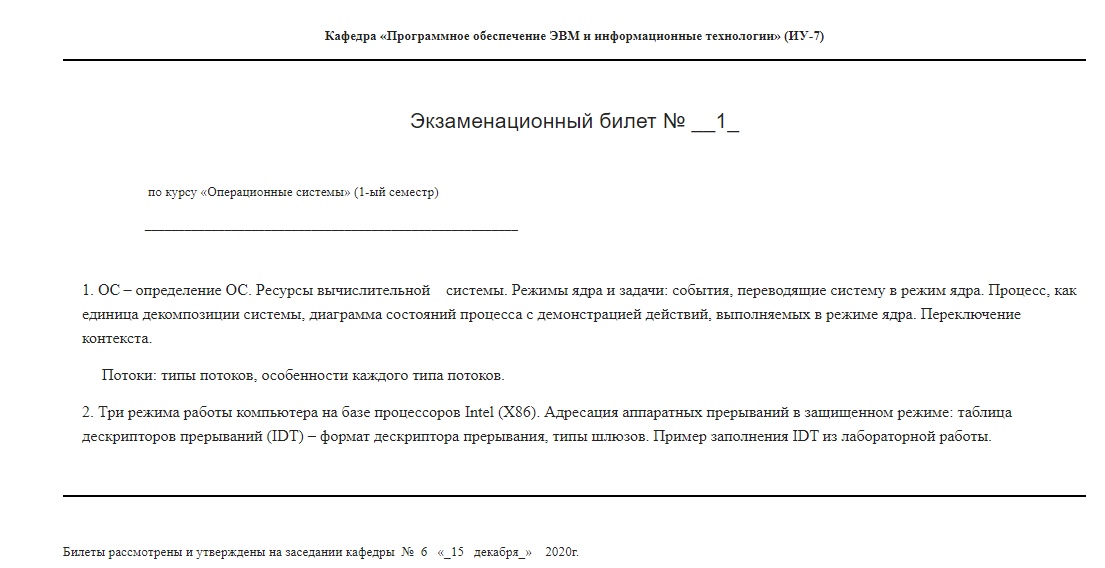 Кафедра «Программное обеспечение ЭВМ и информационные технологии» (ИУ-7)
Экзаменационный билет № __1_
по курсу «Операционные системы» (1-ый семестр)
1. ОС – определение ОС. Ресурсы вычислительной системы. Режимы ядра и задачи: события, переводящие систему в режим ядра. Процесс, как
единица декомпозиции системы, диаграмма состояний процесса с демонстрацией действий, выполняемых в режиме ядра. Переключение
контекста.
Потоки: типы потоков, особенности каждого типа потоков.
2. Три режима работы компьютера на базе процессоров Intel (X86). Адресация аппаратных прерываний в защищенном режиме: таблица
дескрипторов прерываний (IDT) – формат дескриптора прерывания, типы шлюзов. Пример заполнения IDT из лабораторной работы.
Билеты рассмотрены и утверждены на заседании кафедры № 6 «_15 декабря_» 2020г.